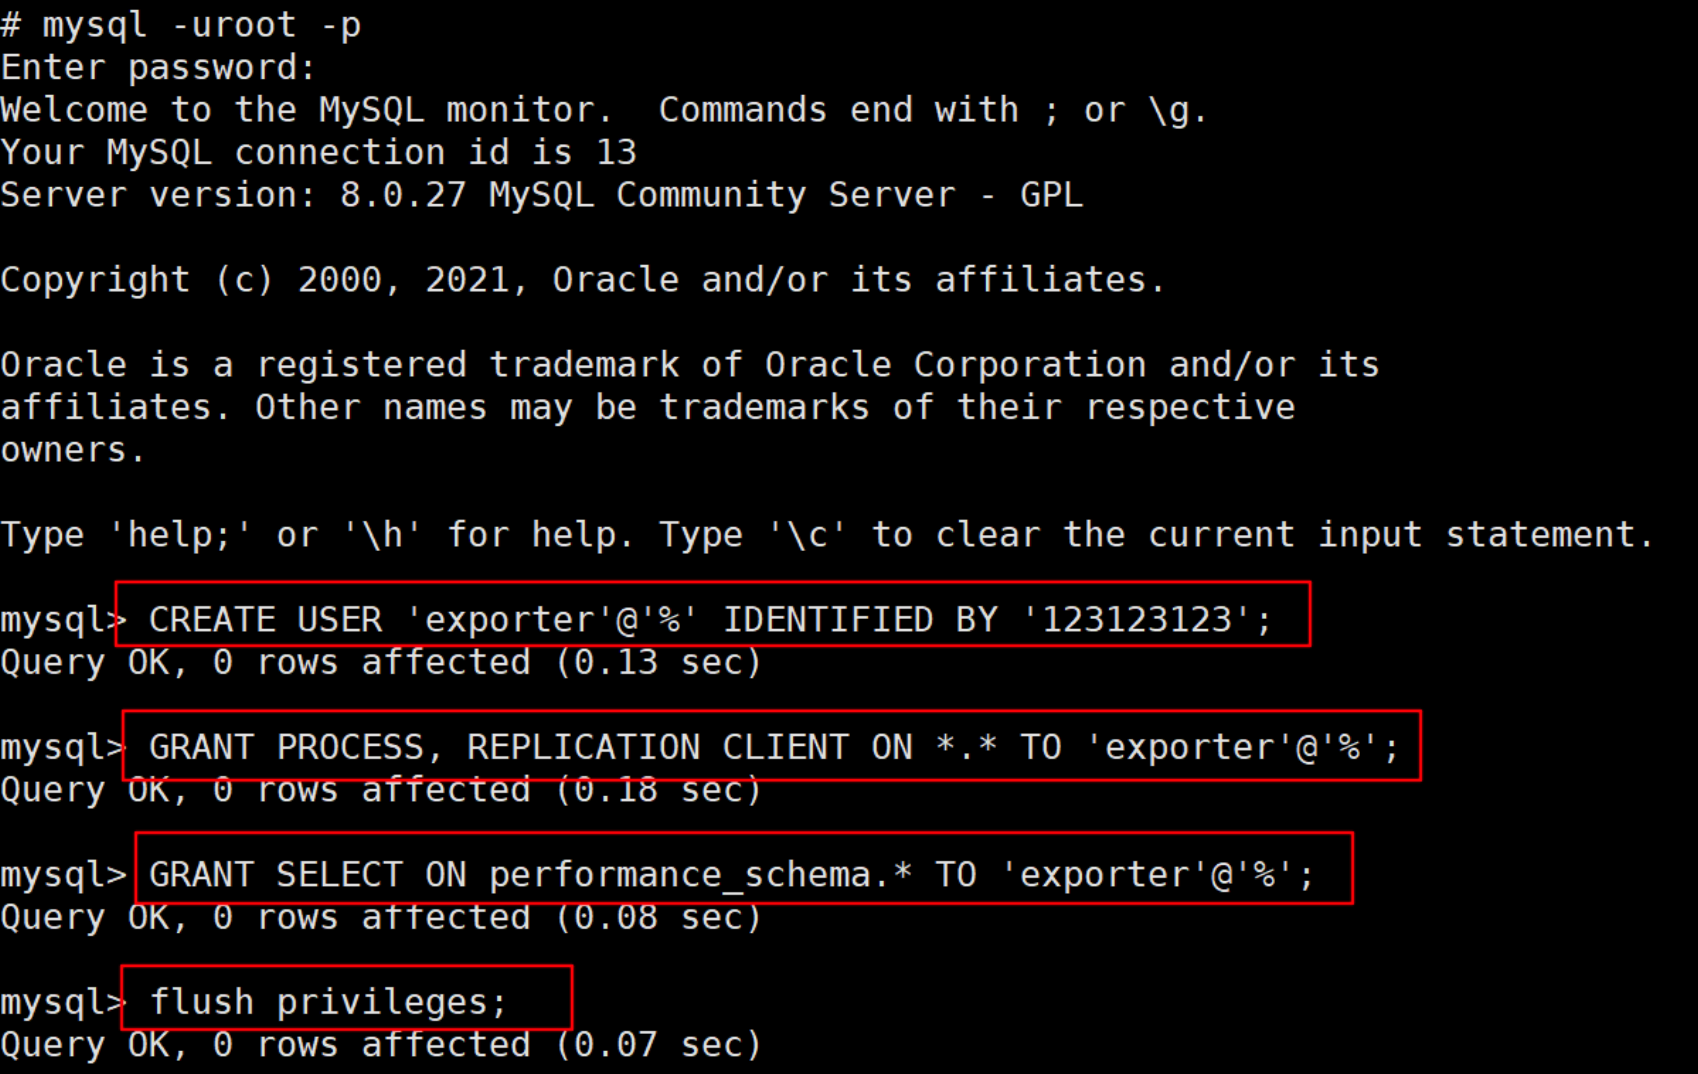 # mysql -uroot -p
Enter password:
Welcome to the MySQL monitor.  Commands end with ; or \g.
Your MySQL connection id is 13
Server version: 8.0.27 MySQL Community Server - GPL
Copyright (c) 2000, 2021, Oracle and/or its affiliates.
Oracle is a registered trademark of Oracle Corporation and/or its
affiliates. Other names may be trademarks of their respective
owners.
Type 'help;' or '\h' for help. Type '\c' to clear the current input statement.
mysql> CREATE USER 'exporter'@'%' IDENTIFIED BY '123123123';
Query OK, 0 rows affected (0.13 sec)
mysql> GRANT PROCESS, REPLICATION CLIENT ON *.* TO 'exporter'@'%';
Query OK, 0 rows affected (0.18 sec)
mysql> GRANT SELECT ON performance_schema.* TO 'exporter'@'%';
Query OK, 0 rows affected (0.08 sec)
mysql> flush privileges;
Query OK, 0 rows affected (0.07 sec)